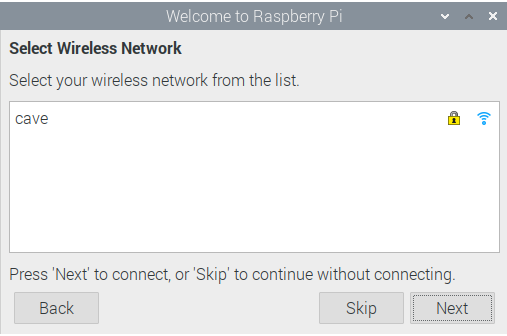 Welcome to Raspberry Pi
Select Wireless Network
Select your wireless network from the list.
cave
Press 'Next' to connect, or 'Skip' to continue without connecting.
Back
Skip
Next